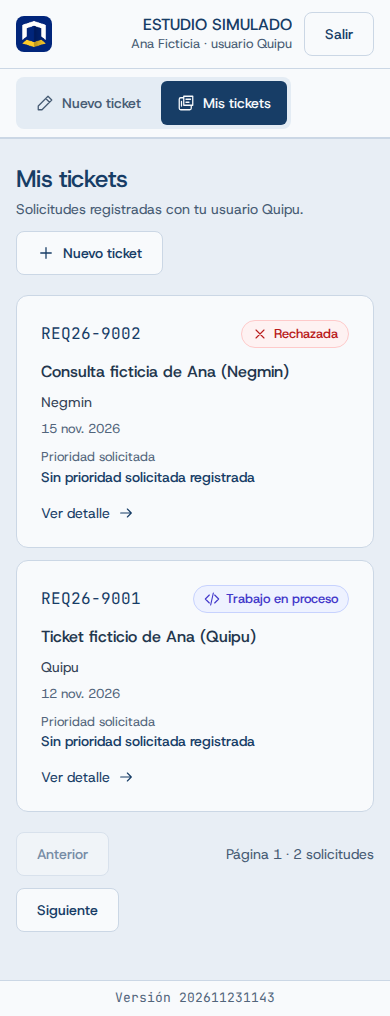 ESTUDIO SIMULADO
Ana Ficticia · usuario Quipu
Salir
Nuevo ticket
Mis tickets
Mis tickets
Solicitudes registradas con tu usuario Quipu.
Nuevo ticket
REQ26-9002
Rechazada
Consulta ficticia de Ana (Negmin)
Negmin
15 nov. 2026
Prioridad solicitada
Sin prioridad solicitada registrada
Ver detalle
REQ26-9001
Trabajo en proceso
Ticket ficticio de Ana (Quipu)
Quipu
12 nov. 2026
Prioridad solicitada
Sin prioridad solicitada registrada
Ver detalle
Anterior
Página 1 · 2 solicitudes
Siguiente
Versión 202611231143